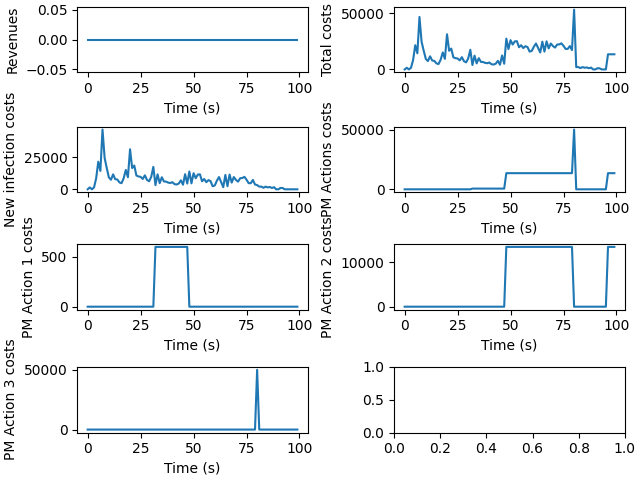 Revenues
0.05
0.00
−0.05
0 25 50 75 100
Time (s)
Total costs
50000
0
0 25 50 75 100
Time (s)
New infection costs
25000
0
0 25 50 75 100
Time (s)
PM Actions costs
50000
0
0 25 50 75 100
Time (s)
PM Action 1 costs
500
0
0 25 50 75 100
Time (s)
PM Action 2 costs
10000
0
0 25 50 75 100
Time (s)
PM Action 3 costs
50000
0
0 25 50 75 100
Time (s)
1.0
0.5
0.0
0.0 0.2 0.4 0.6 0.8 1.0